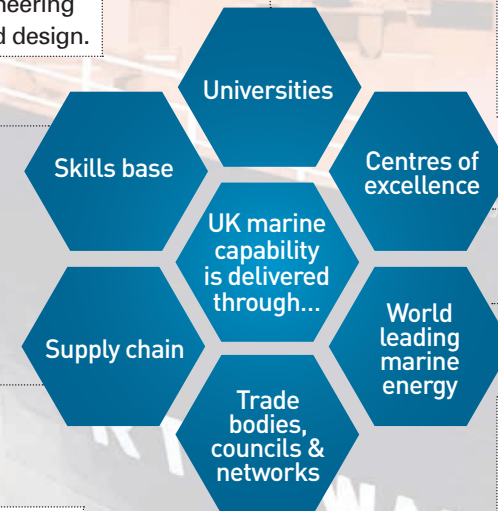 neering
d design.
Universities
Skills base
Centres of
excellence
UK marine
capability
is delivered
through...
Supply chain
World
leading
marine
energy
Trade
bodies,
councils &
networks